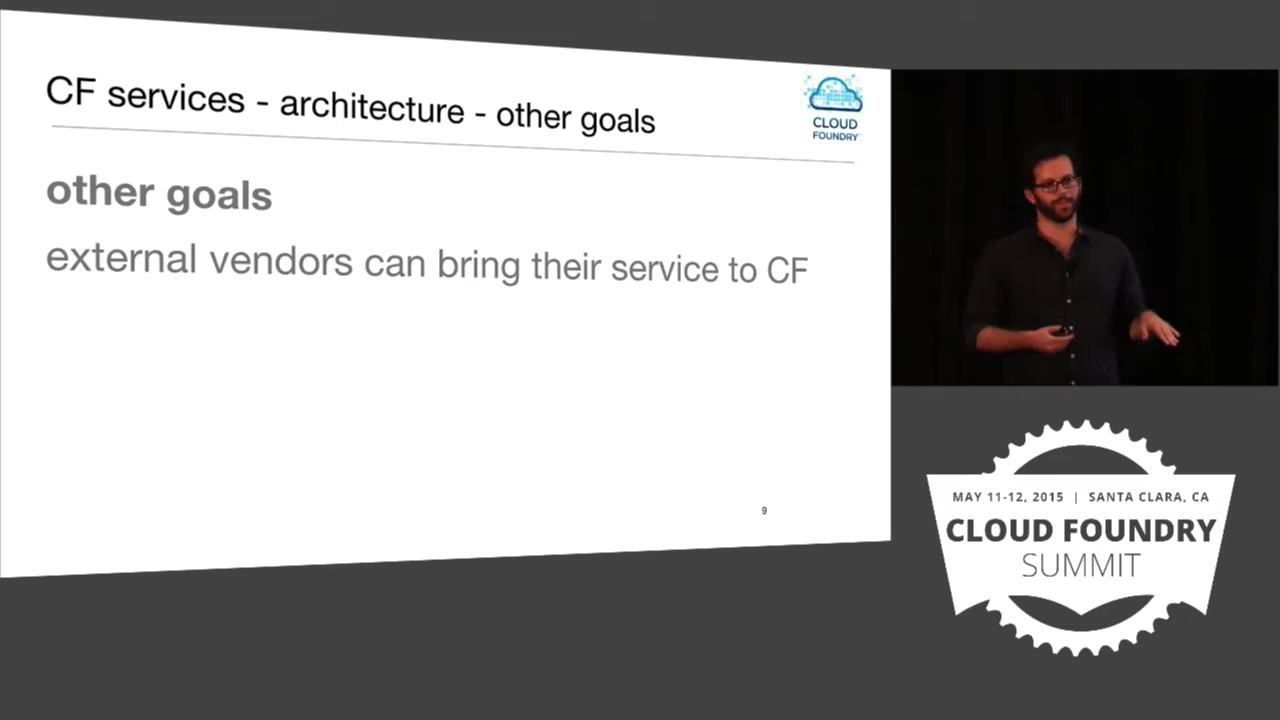 CF services - architecture - other goals
CLOUD
FOUNDRY
other goals
external vendors can bring their service to CF
9
MAY 11-12, 2015 | SANTA CLARA, CA
CLOUD FOUNDRY
SUMMIT